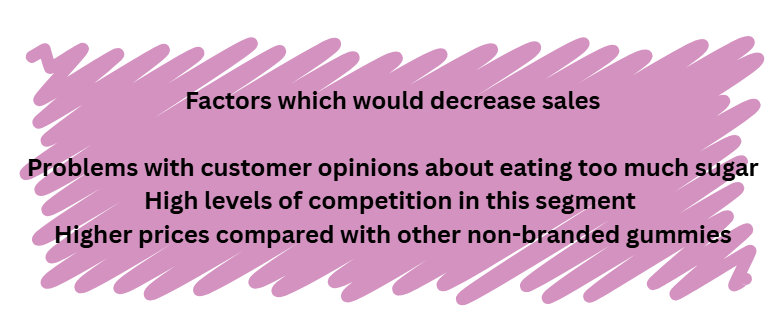 Factors which would decrease sales
Problems with customer opinions about eating too much sugar
High levels of competition in this segment
Higher prices compared with other non-branded gummies